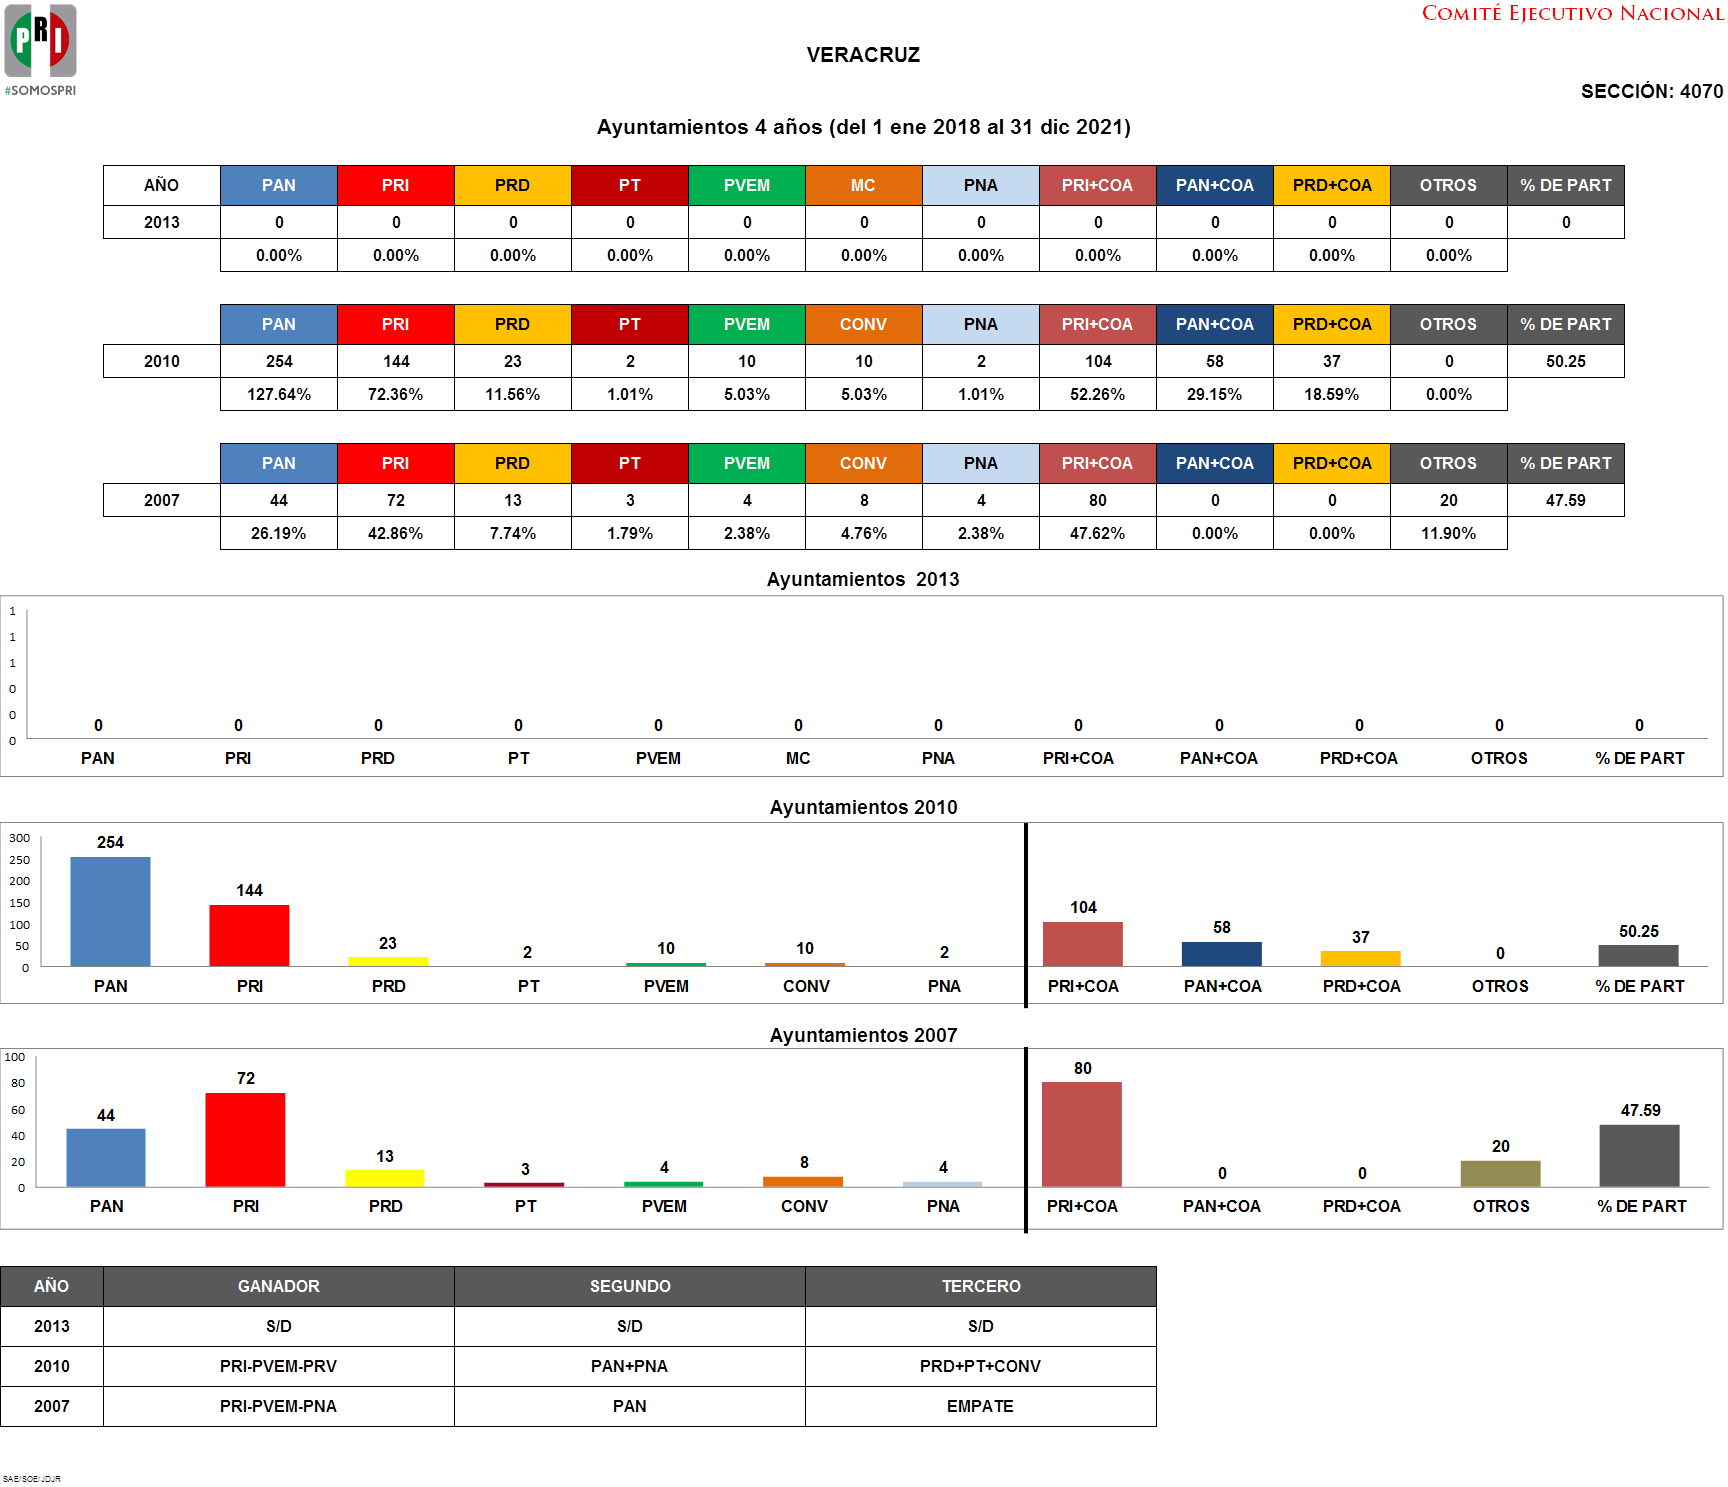 PRI
#SOMOSPRI
COMITÉ EJECUTIVO NACIONAL
VERACRUZ
SECCIÓN: 4070
Ayuntamientos 4 años (del 1 ene 2018 al 31 dic 2021)
AÑO PAN PRI PRD PT PVEM MC PNA PRI+COA PAN+COA PRD+COA OTROS % DE PART
2013 0 0 0 0 0 0 0 0 0 0 0 0
0.00% 0.00% 0.00% 0.00% 0.00% 0.00% 0.00% 0.00% 0.00% 0.00% 0.00%
PAN PRI PRD PT PVEM CONV PNA PRI+COA PAN+COA PRD+COA OTROS % DE PART
2010 254 144 23 2 10 10 2 104 58 37 0 50.25
127.64% 72.36% 11.56% 1.01% 5.03% 5.03% 1.01% 52.26% 29.15% 18.59% 0.00%
PAN PRI PRD PT PVEM CONV PNA PRI+COA PAN+COA PRD+COA OTROS % DE PART
2007 44 72 13 3 4 8 4 80 0 0 20 47.59
26.19% 42.86% 7.74% 1.79% 2.38% 4.76% 2.38% 47.62% 0.00% 0.00% 11.90%
Ayuntamientos 2013
1
1
1
0
0
0
0 0 0 0 0 0 0 0 0 0 0 0
PAN PRI PRD PT PVEM MC PNA PRI+COA PAN+COA PRD+COA OTROS % DE PART
Ayuntamientos 2010
300
250
200
150
100
50
0
254 144 23 2 10 10 2 104 58 37 0 50.25
PAN PRI PRD PT PVEM CONV PNA PRI+COA PAN+COA PRD+COA OTROS % DE PART
Ayuntamientos 2007
100
80
60
40
20
0
44 72 13 3 4 8 4 80 0 0 20 47.59
PAN PRI PRD PT PVEM CONV PNA PRI+COA PAN+COA PRD+COA OTROS % DE PART
AÑO GANADOR SEGUNDO TERCERO
2013 S/D S/D S/D
2010 PRI-PVEM-PRV PAN+PNA PRD+PT+CONV
2007 PRI-PVEM-PNA PAN EMPATE
SAE/SOE/JDJR